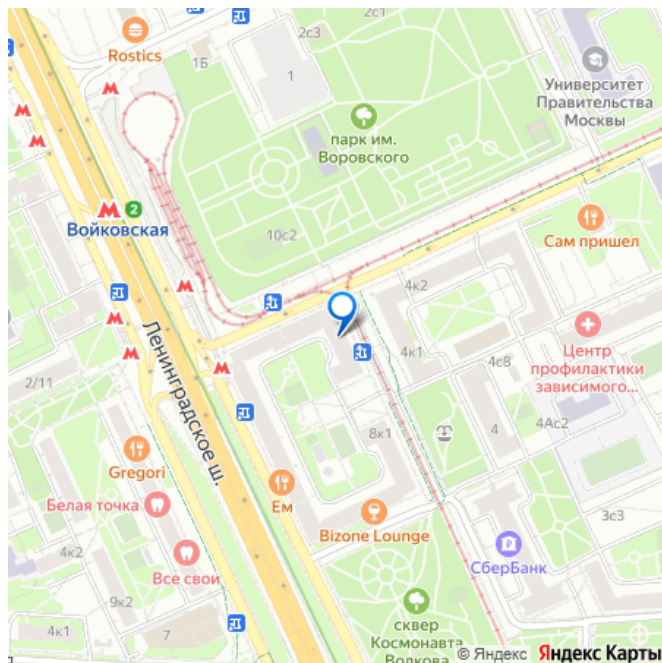 2с1
2с3
Rostics
1Б
1
Университет
Правительства
Москвы
парк им.
Воровского
2
Войковская
10с2
Сам пришел
4к2
Ленинградское ш.
4к1
4с8
Центр
профилактики
зависимого...
2/11
4Ас2
8к1
4
Gregori
Ем
Белая точка
Bizone Lounge
3с3
4к2
Все свои
СберБанк
9к2
4к1
7
сквер
Космонавта
Волкова
© Яндекс Яндекс Карты